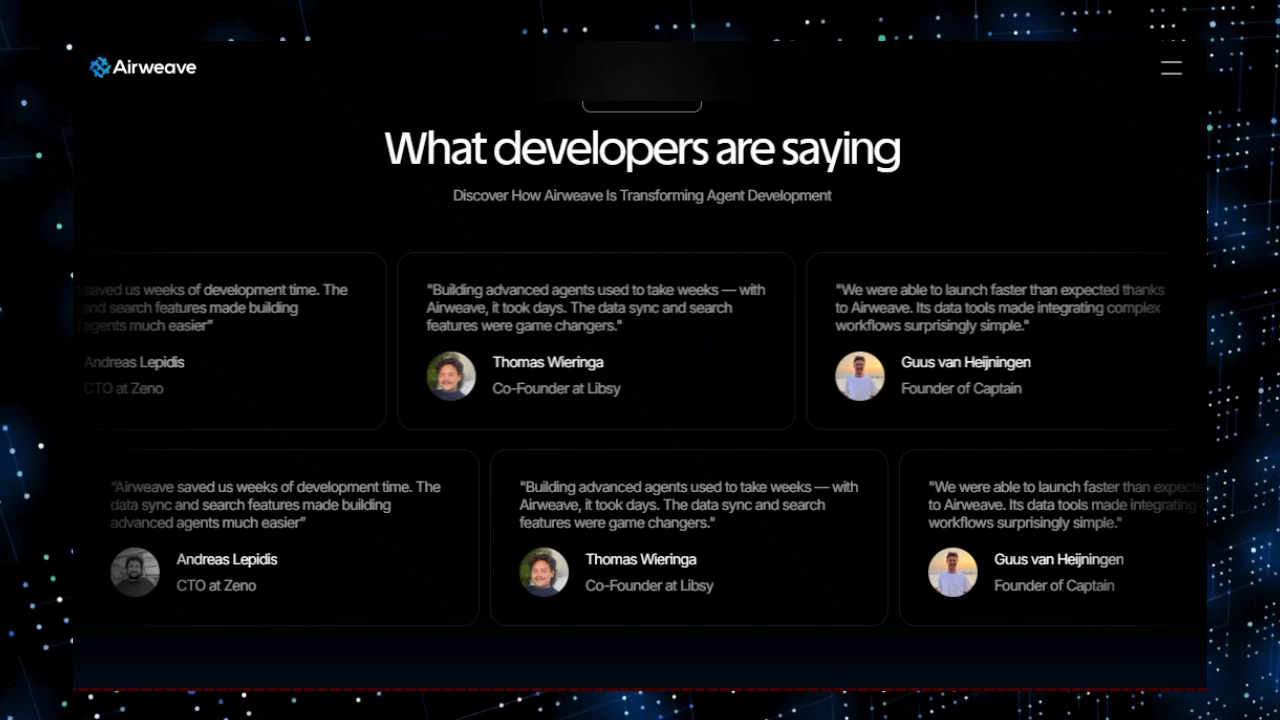 Airweave
What developers are saying
Discover How Airweave Is Transforming Agent Development
saved us weeks of development time. The
and search features made building
agents much easier”
Andreas Lepidis
CTO at Zeno
"Building advanced agents used to take weeks — with
Airweave, it took days. The data sync and search
features were game changers."
Thomas Wieringa
Co-Founder at Libsy
"We were able to launch faster than expected thanks
to Airweave. Its data tools made integrating complex
workflows surprisingly simple."
Guus van Heijningen
Founder of Captain
“Airweave saved us weeks of development time. The
data sync and search features made building
advanced agents much easier”
Andreas Lepidis
CTO at Zeno
"Building advanced agents used to take weeks — with
Airweave, it took days. The data sync and search
features were game changers."
Thomas Wieringa
Co-Founder at Libsy
"We were able to launch faster than expecte
to Airweave. Its data tools made integrating
workflows surprisingly simple."
Guus van Heijningen
Founder of Captain